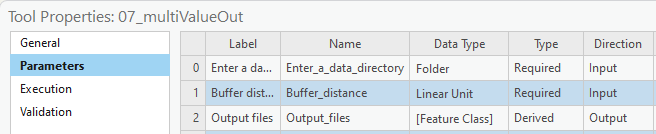 Tool Properties: 07_multiValueOut
General
Parameters
Execution
Validation
Label Name Data Type Type Direction
0 Enter a da... Enter_a_data_directory Folder Required Input
1 Buffer dist... Buffer_distance Linear Unit Required Input
2 Output files Output_files [Feature Class] Derived Output